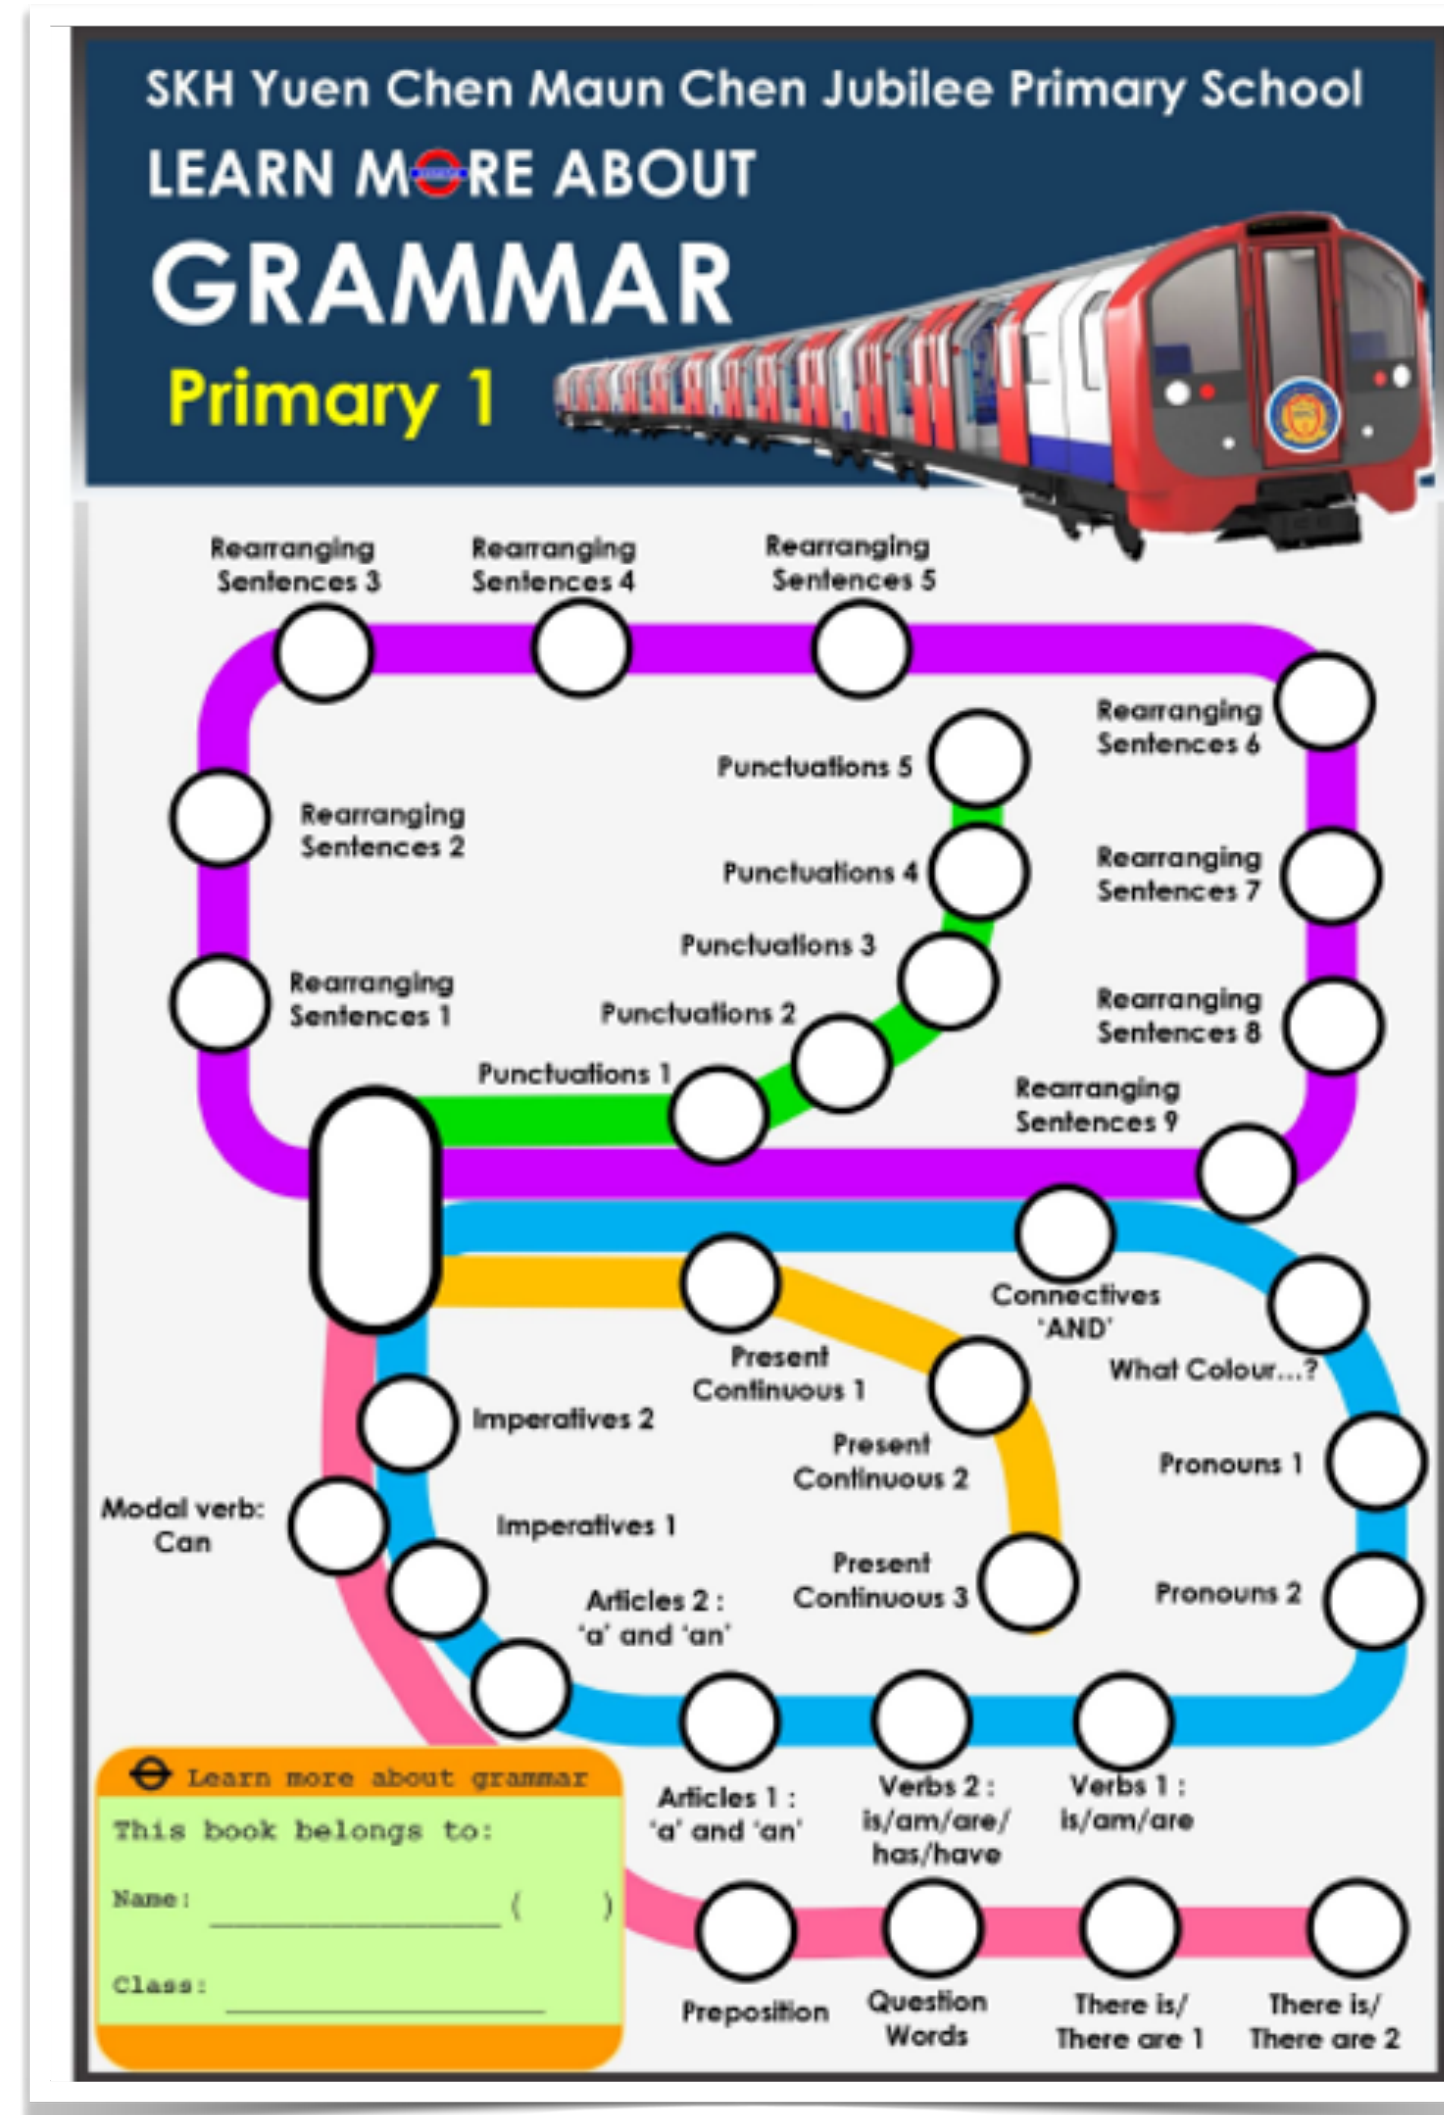 SKH Yuen Chen Maun Chen Jubilee Primary School
LEARN MORE ABOUT
GRAMMAR
Primary 1
Rearranging
Sentences 3
Rearranging
Sentences 4
Rearranging
Sentences 5
Rearranging
Sentences 6
Punctuations 5
Rearranging
Sentences 2
Punctuations 4
Rearranging
Sentences 7
Punctuations 3
Rearranging
Sentences 1
Punctuations 2
Rearranging
Sentences 8
Punctuations 1
Rearranging
Sentences 9
Connectives
‘AND’
Present
Continuous 1
What Colour...?
Imperatives 2
Present
Continuous 2
Pronouns 1
Modal verb:
Can
Imperatives 1
Present
Continuous 3
Pronouns 2
Articles 2 :
‘a’ and ‘an’
Articles 1 :
‘a’ and ‘an’
Verbs 2 :
is/am/are/
has/have
Verbs 1 :
is/am/are
Learn more about grammar
This book belongs to:
Name: ( )
Class:
Preposition
Question
Words
There is/
There are 1
There is/
There are 2